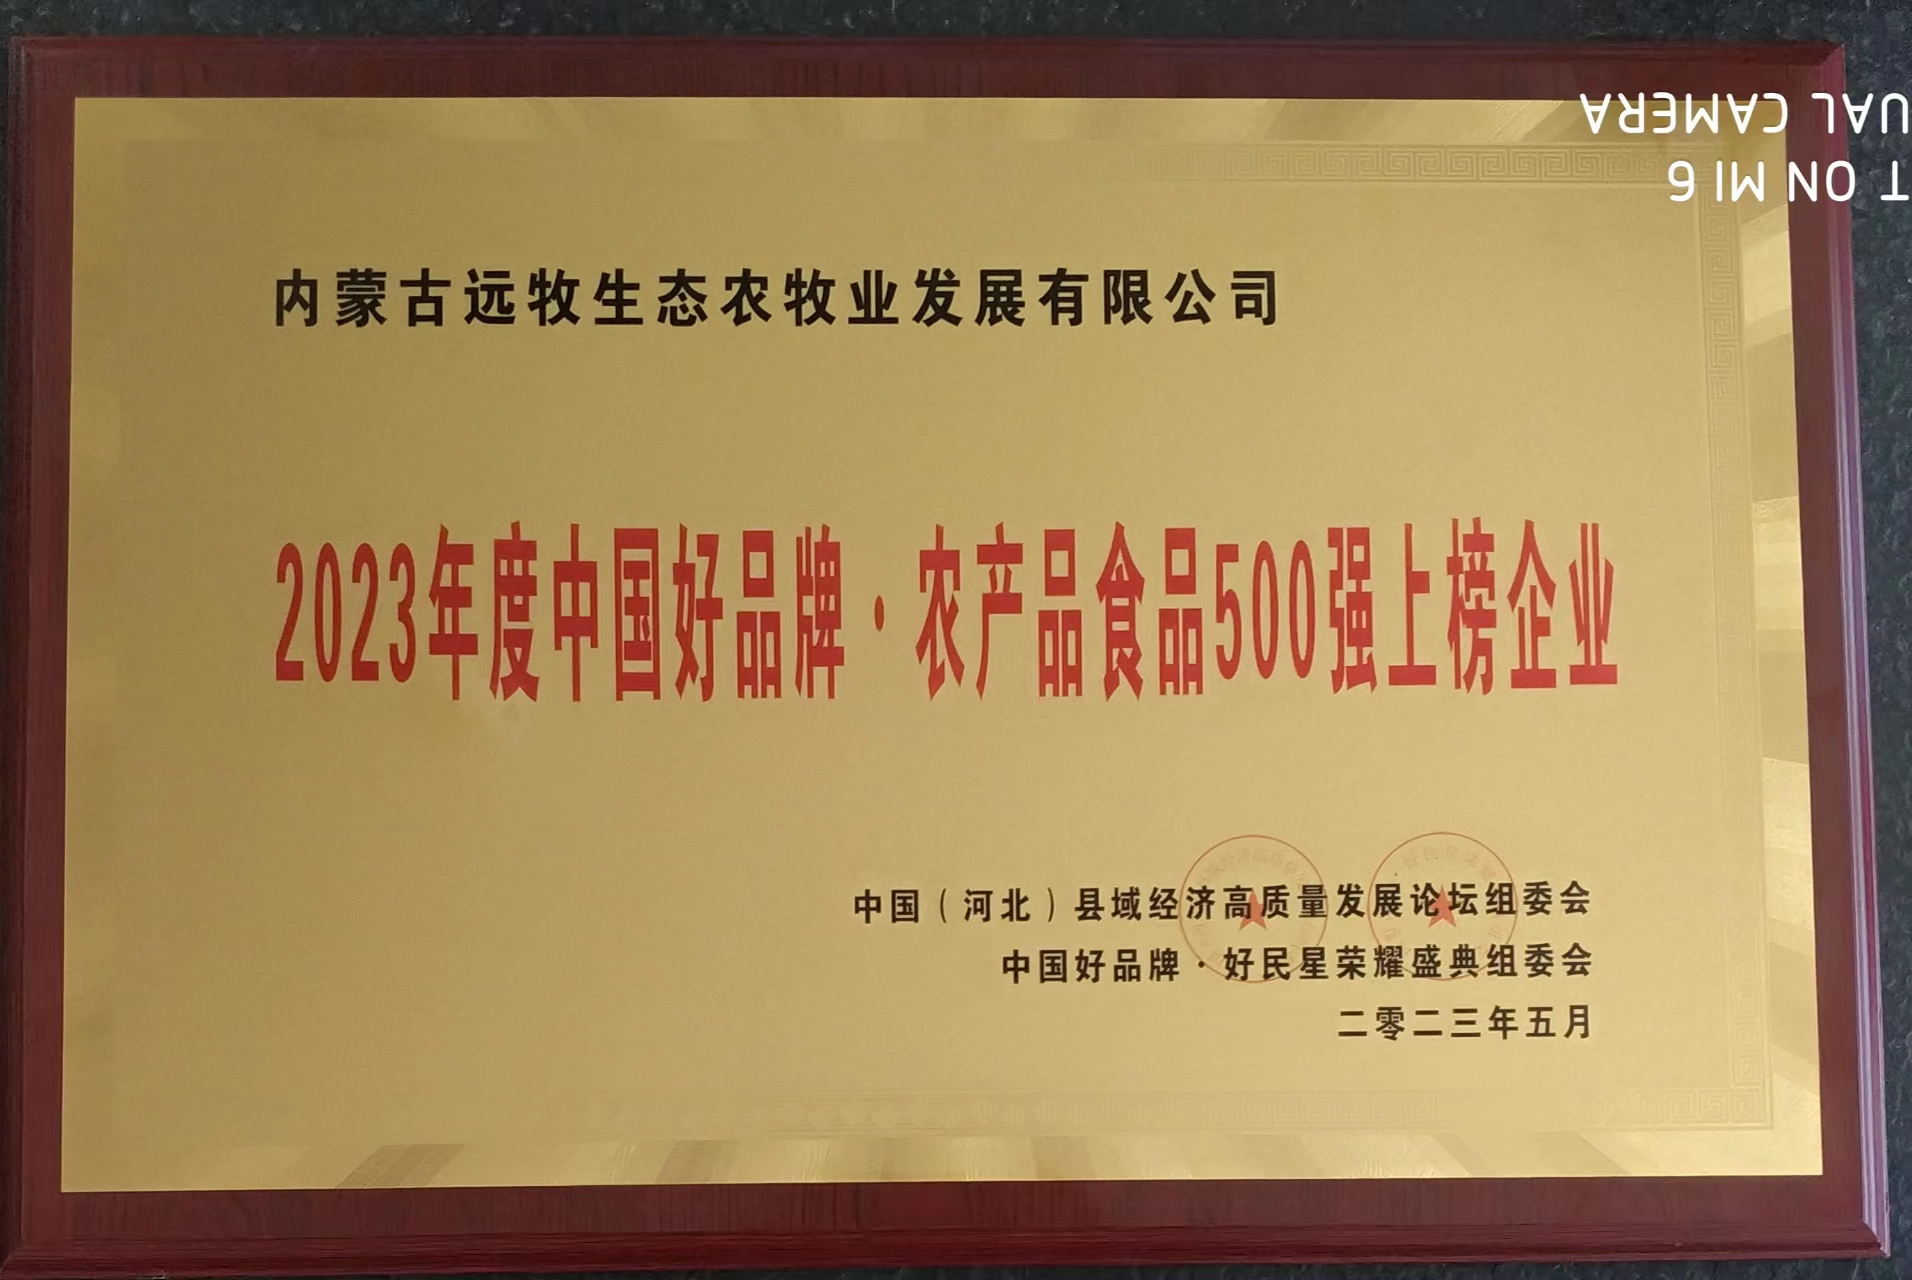 内蒙古远牧生态农牧业发展有限公司
2023年度中国好品牌·农产品食品500强上榜企业
中国（河北）县域经济高质量发展论坛组委会
中国好品牌·好民星荣耀盛典组委会
二零二三年五月
T ON MI 6
UAL CAMERA